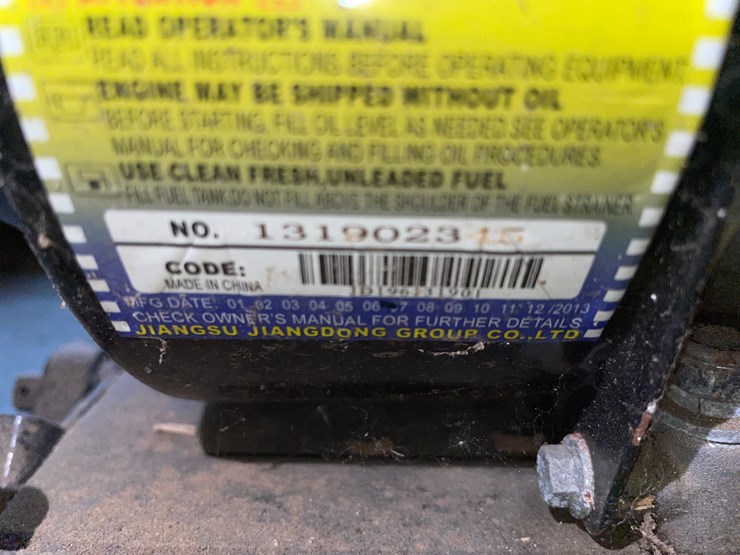 READ OPERATOR'S MANUAL
READ ALL INSTRUCTIONS BEFORE OPERATING EQUIPMENT
ENGINE MAY BE SHIPPED WITHOUT OIL
BEFORE STARTING, FILL OIL LEVEL AS NEEDED SEE OPERATOR'S
MANUAL FOR CHECKING AND FILLING OIL PROCEDURES
USE CLEAN FRESH,UNLEADED FUEL
FILL FUEL TANK,DO NOT FILL ABOVE THE SHOULDER OF THE FUEL STRAINER
NO. 131902315
CODE:
MADE IN CHINA
MFG DATE: 01 02 03 04 05 06 07 08 09 10 11 12/2013
CHECK OWNER'S MANUAL FOR FURTHER DETAILS
JIANGSU JIANGDONG GROUP CO.,LTD